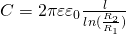 C = 2πεε₀ l / ln(R₂/R₁)